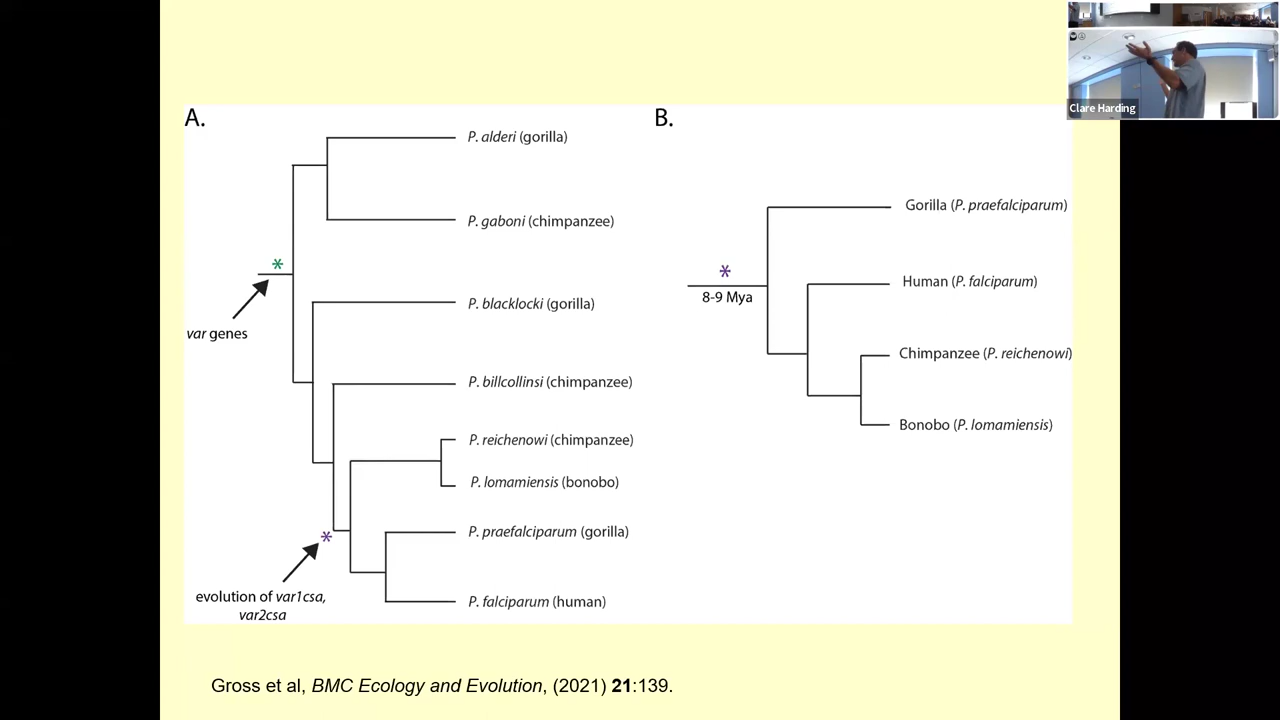 Clare Harding
A.
P. alderi (gorilla)
P. gaboni (chimpanzee)
*
var genes
P. blacklocki (gorilla)
P. billcollinsi (chimpanzee)
P. reichenowi (chimpanzee)
P. lomamiensis (bonobo)
*
P. praefalciparum (gorilla)
evolution of var1csa,
var2csa
P. falciparum (human)
B.
Gorilla (P. praefalciparum)
*
8-9 Mya
Human (P. falciparum)
Chimpanzee (P. reichenowi)
Bonobo (P. lomamiensis)
Gross et al, BMC Ecology and Evolution, (2021) 21:139.